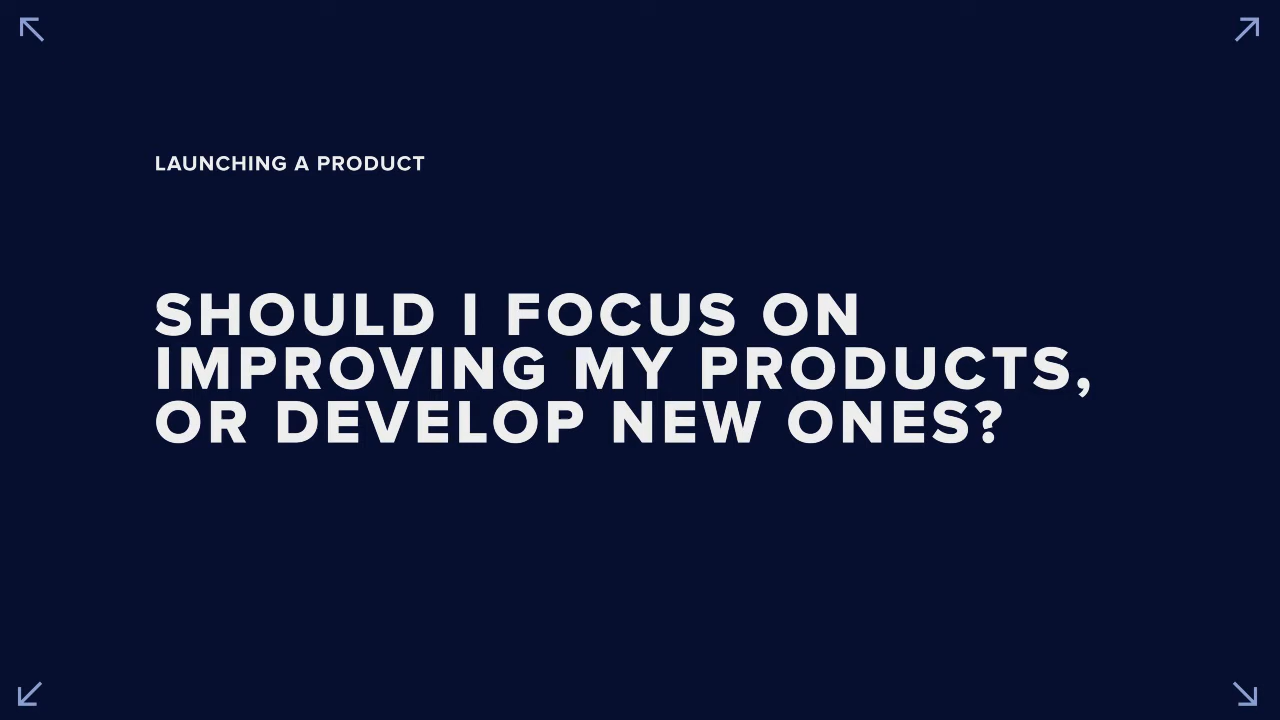 LAUNCHING A PRODUCT
SHOULD I FOCUS ON
IMPROVING MY PRODUCTS,
OR DEVELOP NEW ONES?